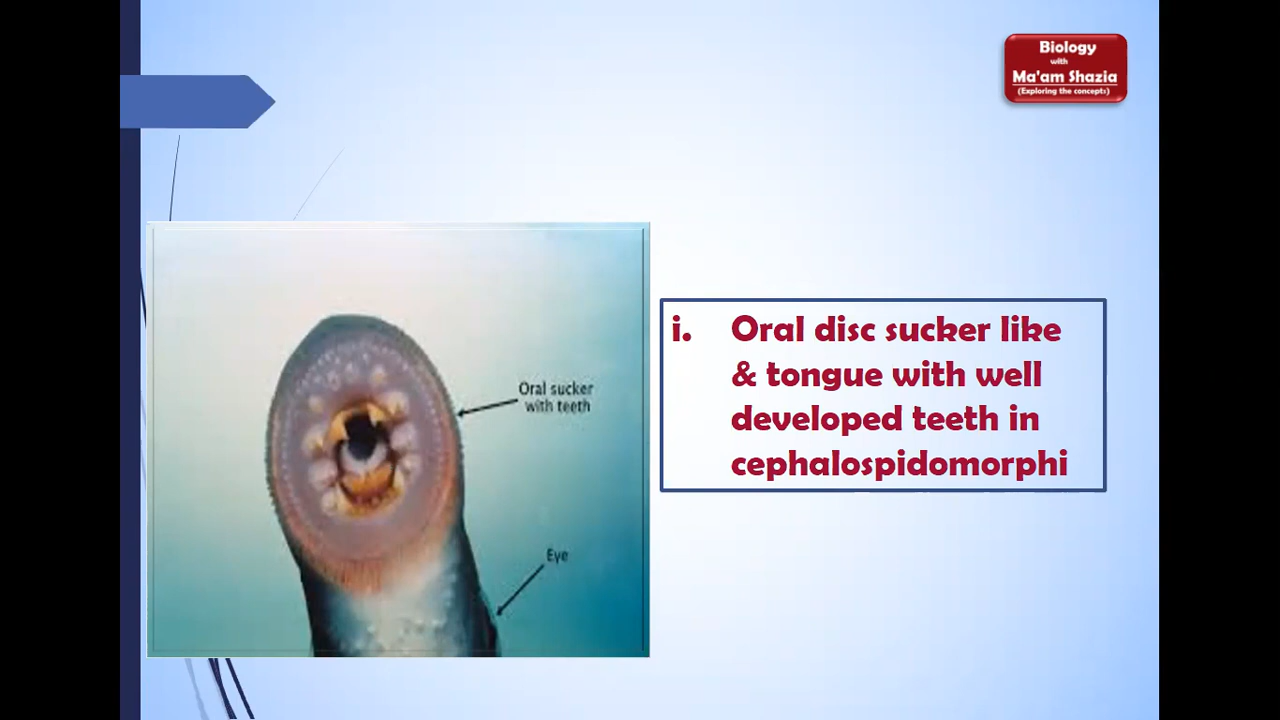 Biology
with
Ma'am Shazia
(Exploring the concepts)
Oral sucker
with teeth
Eye
i. Oral disc sucker like
& tongue with well
developed teeth in
cephalospidomorphi